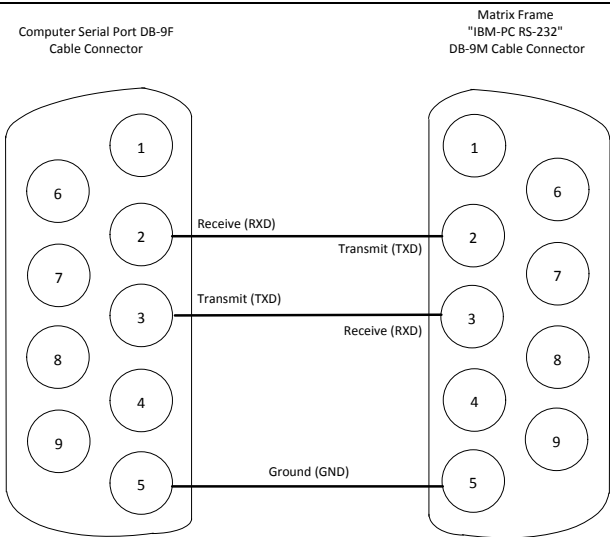 Computer Serial Port DB-9F
Cable Connector
Matrix Frame
"IBM-PC RS-232"
DB-9M Cable Connector
1
6
2
7
3
8
4
9
5
Receive (RXD)
Transmit (TXD)
Transmit (TXD)
Receive (RXD)
Ground (GND)
1
6
2
7
3
8
4
9
5